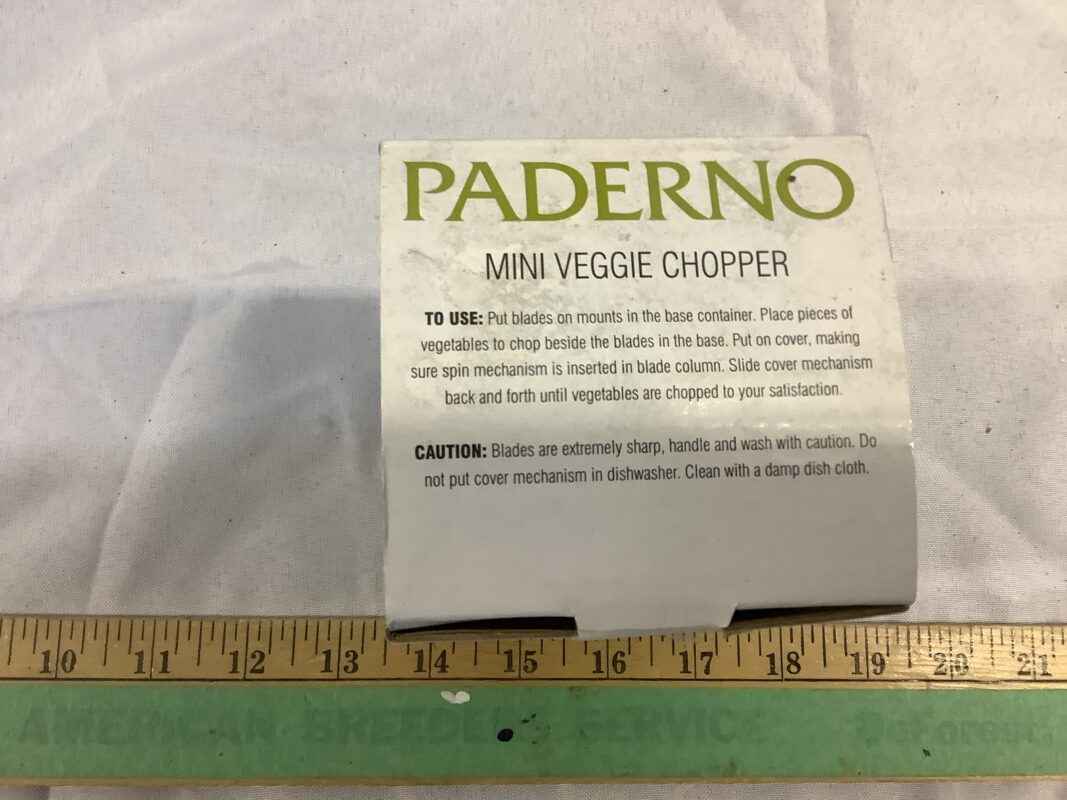 PADERNO
MINI VEGGIE CHOPPER
TO USE: Put blades on mounts in the base container. Place pieces of
vegetables to chop beside the blades in the base. Put on cover, making
sure spin mechanism is inserted in blade column. Slide cover mechanism
back and forth until vegetables are chopped to your satisfaction.
CAUTION: Blades are extremely sharp, handle and wash with caution. Do
not put cover mechanism in dishwasher. Clean with a damp dish cloth.
10 11 12 13 14 15 16 17 18 19 20 21
AMERICAN BREEDERS SERVICE DeForest,